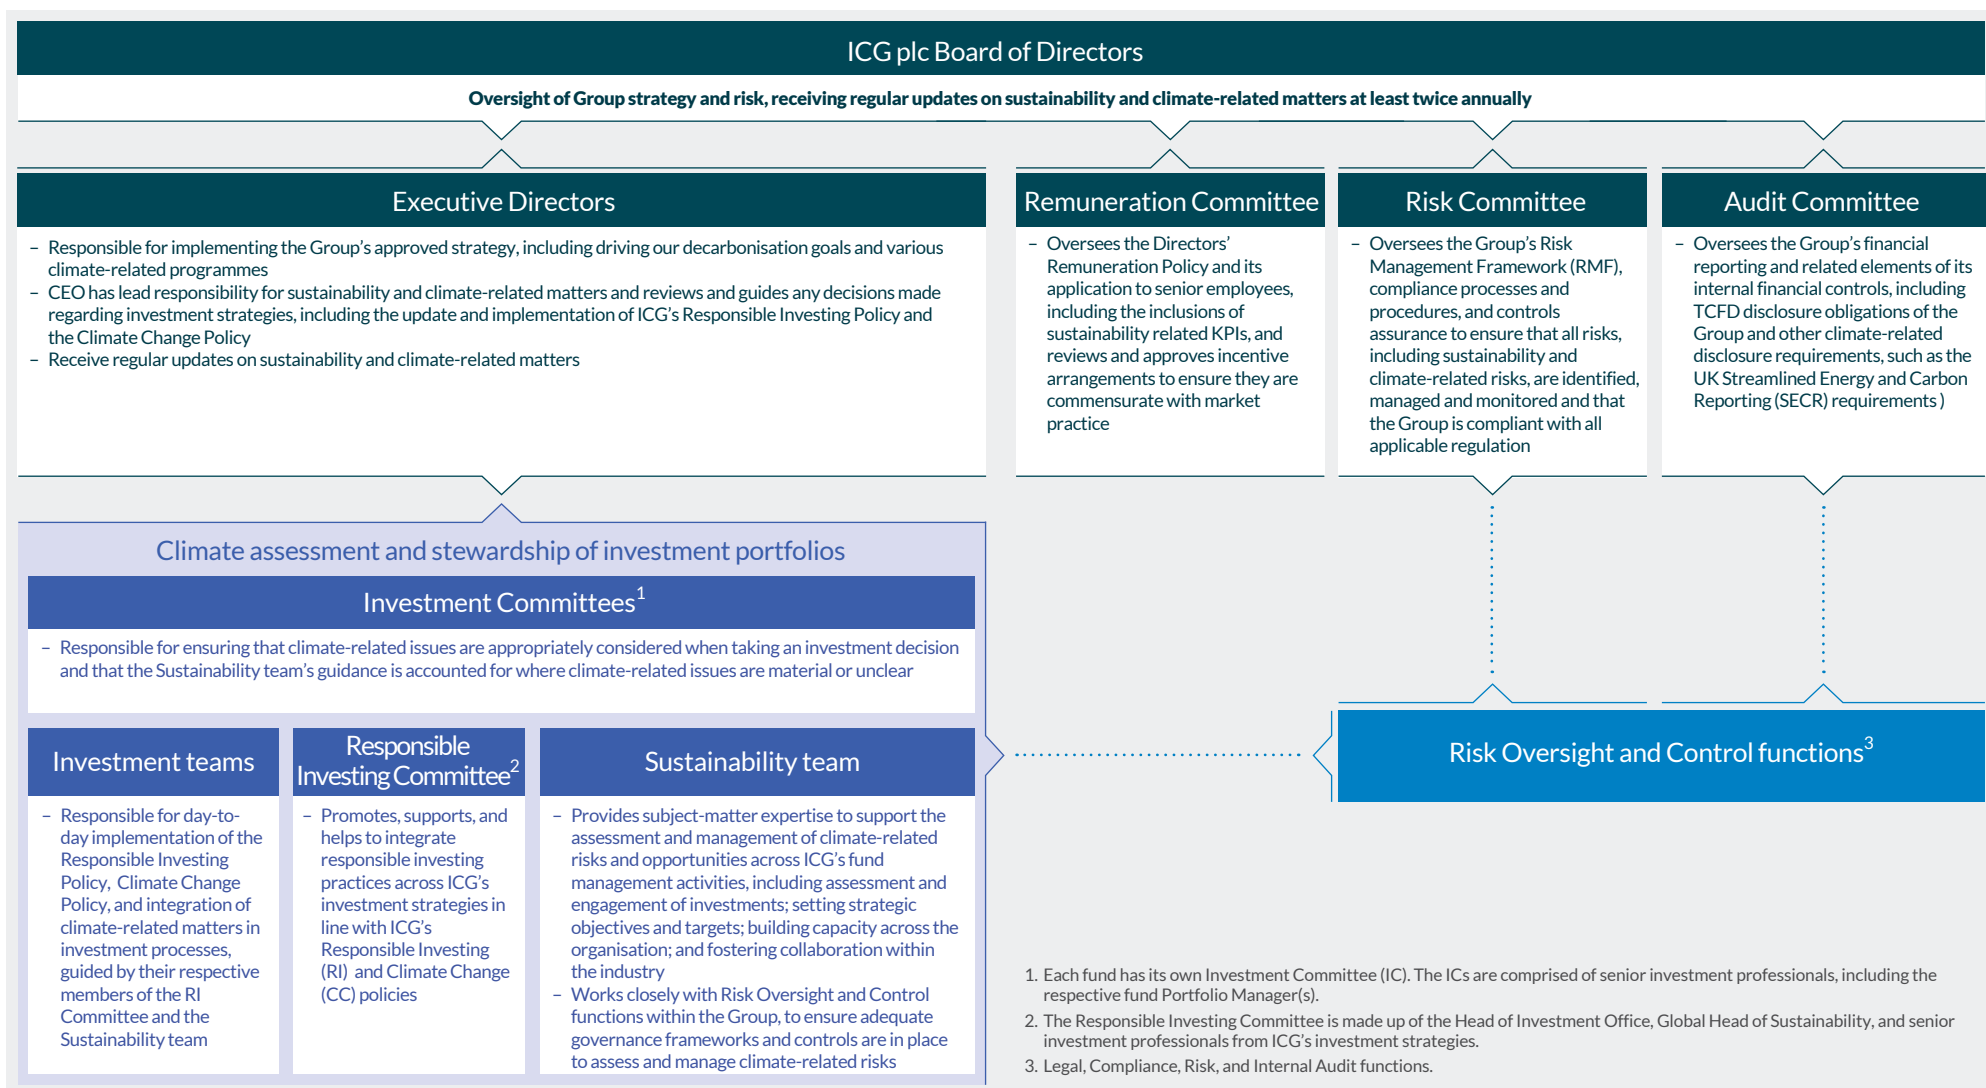 ICG plc Board of Directors
Oversight of Group strategy and risk, receiving regular updates on sustainability and climate-related matters at least twice annually
Executive Directors
– Responsible for implementing the Group's approved strategy, including driving our decarbonisation goals and various
climate-related programmes
– CEO has lead responsibility for sustainability and climate-related matters and reviews and guides any decisions made
regarding investment strategies, including the update and implementation of ICG's Responsible Investing Policy and
the Climate Change Policy
– Receive regular updates on sustainability and climate-related matters
Remuneration Committee
– Oversees the Directors'
Remuneration Policy and its
application to senior employees,
including the inclusions of
sustainability related KPIs, and
reviews and approves incentive
arrangements to ensure they are
commensurate with market
practice
Risk Committee
– Oversees the Group's Risk
Management Framework (RMF),
compliance processes and
procedures, and controls
assurance to ensure that all risks,
including sustainability and
climate-related risks, are identified,
managed and monitored and that
the Group is compliant with all
applicable regulation
Audit Committee
– Oversees the Group's financial
reporting and related elements of its
internal financial controls, including
TCFD disclosure obligations of the
Group and other climate-related
disclosure requirements, such as the
UK Streamlined Energy and Carbon
Reporting (SECR) requirements )
Climate assessment and stewardship of investment portfolios
Investment Committees1
– Responsible for ensuring that climate-related issues are appropriately considered when taking an investment decision
and that the Sustainability team's guidance is accounted for where climate-related issues are material or unclear
Investment teams
– Responsible for day-to-
day implementation of the
Responsible Investing
Policy, Climate Change
Policy, and integration of
climate-related matters in
investment processes,
guided by their respective
members of the RI
Committee and the
Sustainability team
Responsible
Investing Committee2
– Promotes, supports, and
helps to integrate
responsible investing
practices across ICG's
investment strategies in
line with ICG's
Responsible Investing
(RI) and Climate Change
(CC) policies
Sustainability team
– Provides subject-matter expertise to support the
assessment and management of climate-related
risks and opportunities across ICG's fund
management activities, including assessment and
engagement of investments; setting strategic
objectives and targets; building capacity across the
organisation; and fostering collaboration within
the industry
– Works closely with Risk Oversight and Control
functions within the Group, to ensure adequate
governance frameworks and controls are in place
to assess and manage climate-related risks
Risk Oversight and Control functions3
1. Each fund has its own Investment Committee (IC). The ICs are comprised of senior investment professionals, including the
respective fund Portfolio Manager(s).
2. The Responsible Investing Committee is made up of the Head of Investment Office, Global Head of Sustainability, and senior
investment professionals from ICG's investment strategies.
3. Legal, Compliance, Risk, and Internal Audit functions.